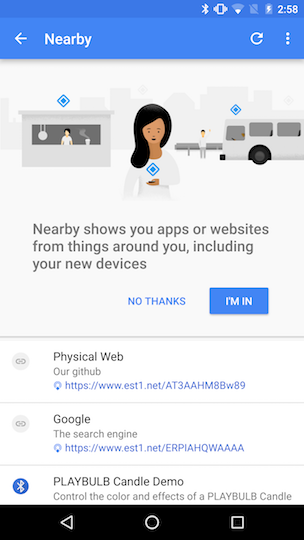 2:58
Nearby
Nearby shows you apps or websites
from things around you, including
your new devices
NO THANKS
I'M IN
Physical Web
Our github
https://www.est1.net/AT3AAHM8Bw89
Google
The search engine
https://www.est1.net/ERPIAHQWAAAA
PLAYBULB Candle Demo
Control the color and effects of a PLAYBULB Candle